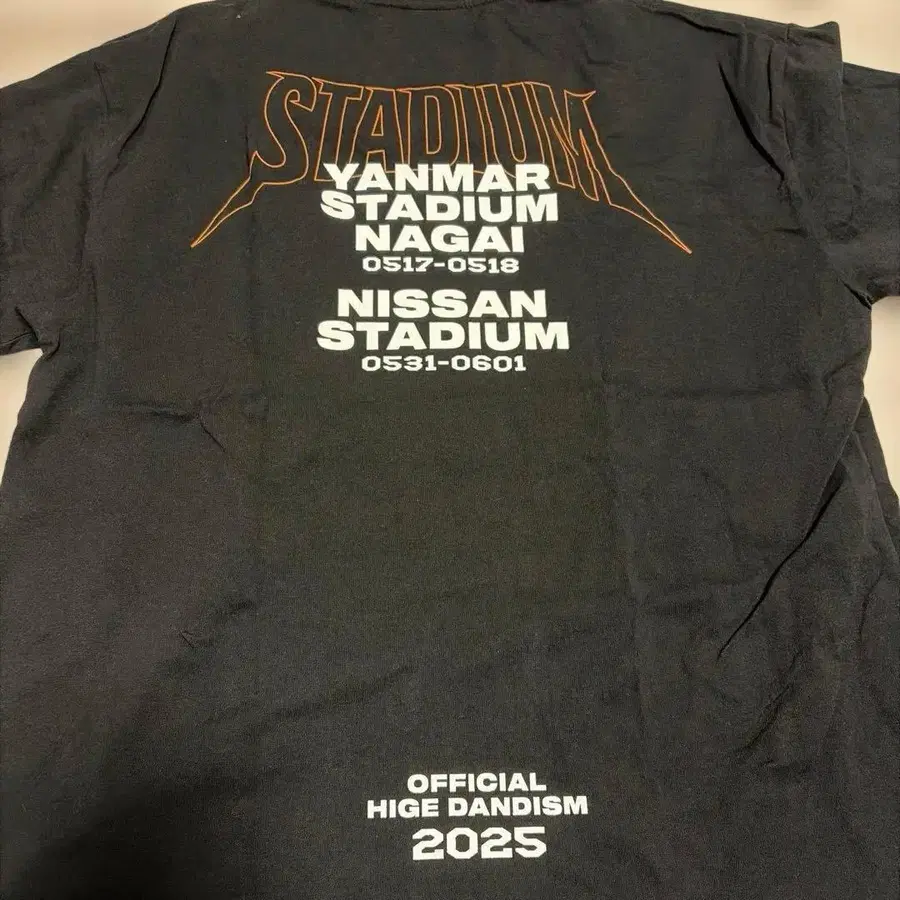 STADIUM
YANMAR
STADIUM
NAGAI
0517-0518
NISSAN
STADIUM
0531-0601
OFFICIAL
HIGE DANDISM
2025